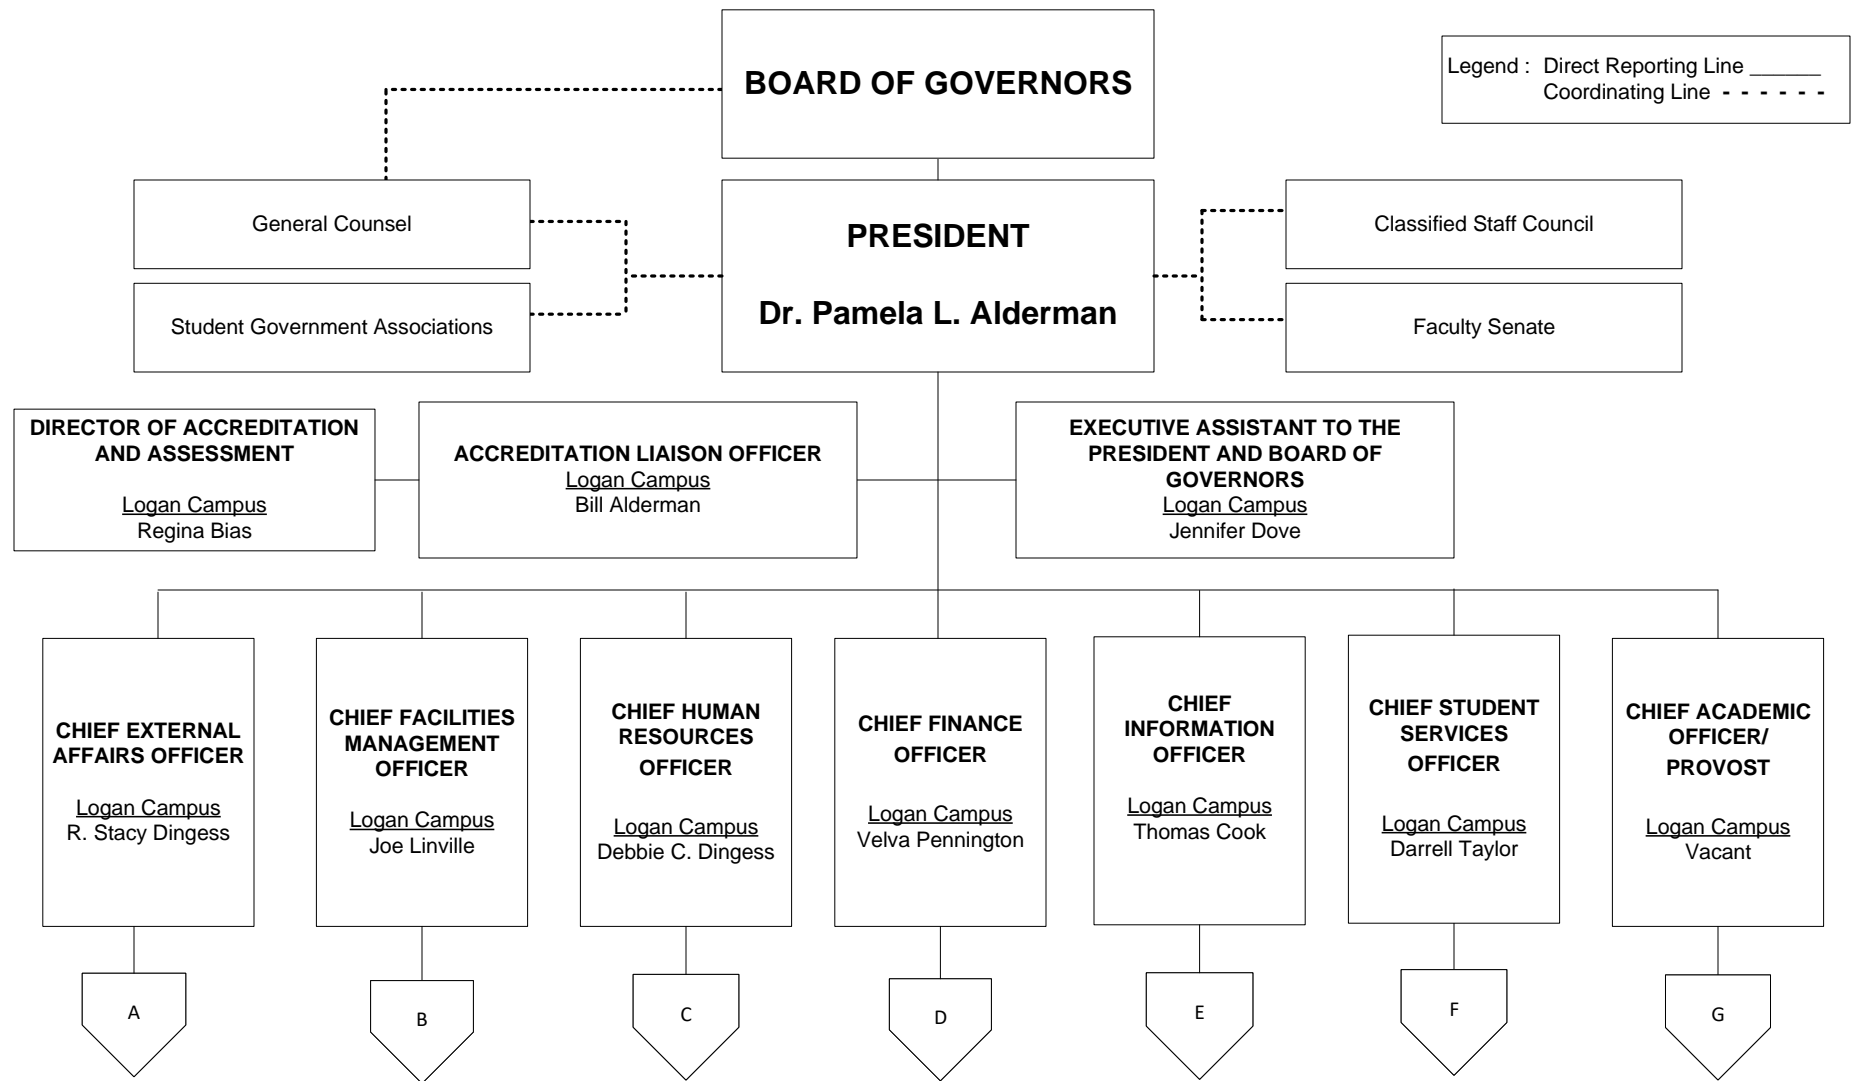 BOARD OF GOVERNORS
Legend : Direct Reporting Line ______
Coordinating Line - - - - - -
General Counsel
Student Government Associations
PRESIDENT
Dr. Pamela L. Alderman
Classified Staff Council
Faculty Senate
DIRECTOR OF ACCREDITATION
AND ASSESSMENT
Logan Campus
Regina Bias
ACCREDITATION LIAISON OFFICER
Logan Campus
Bill Alderman
EXECUTIVE ASSISTANT TO THE
PRESIDENT AND BOARD OF
GOVERNORS
Logan Campus
Jennifer Dove
CHIEF EXTERNAL
AFFAIRS OFFICER
Logan Campus
R. Stacy Dingess
CHIEF FACILITIES
MANAGEMENT
OFFICER
Logan Campus
Joe Linville
CHIEF HUMAN
RESOURCES
OFFICER
Logan Campus
Debbie C. Dingess
CHIEF FINANCE
OFFICER
Logan Campus
Velva Pennington
CHIEF
INFORMATION
OFFICER
Logan Campus
Thomas Cook
CHIEF STUDENT
SERVICES
OFFICER
Logan Campus
Darrell Taylor
CHIEF ACADEMIC
OFFICER/
PROVOST
Logan Campus
Vacant
A
B
C
D
E
F
G